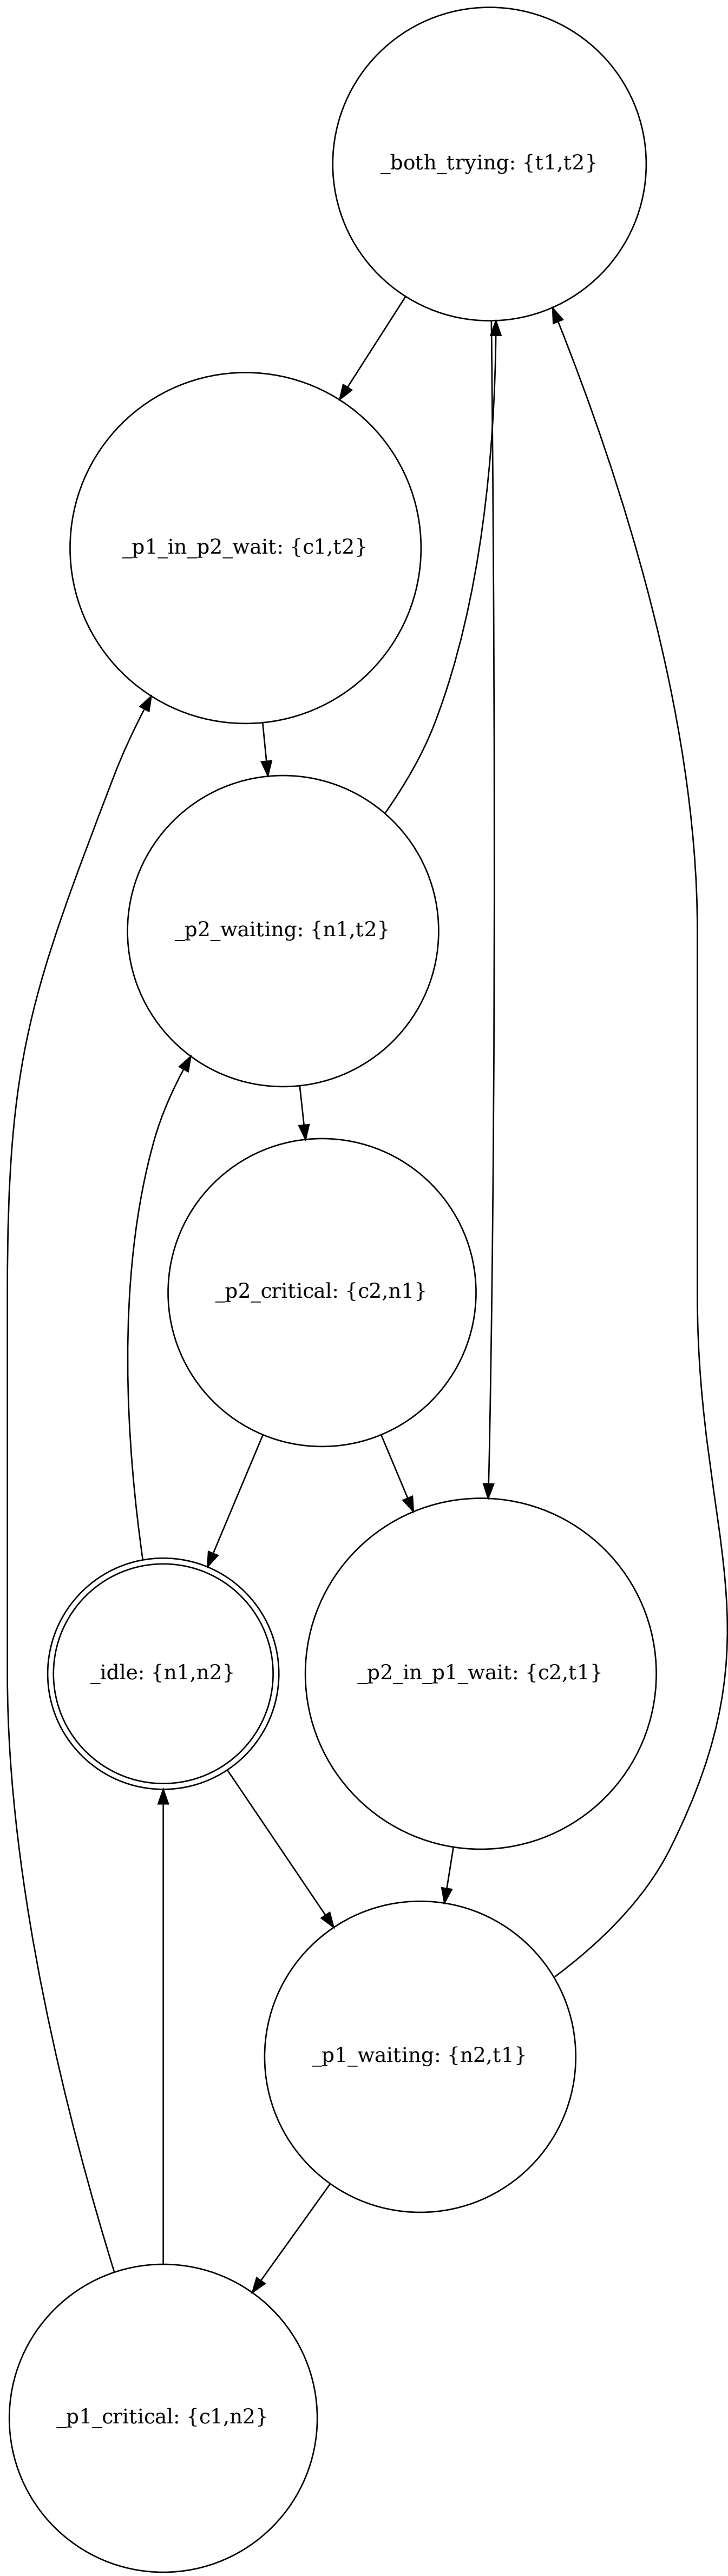 _both_trying: {t1,t2}
_p1_in_p2_wait: {c1,t2}
_p2_waiting: {n1,t2}
_p2_critical: {c2,n1}
_idle: {n1,n2}
_p2_in_p1_wait: {c2,t1}
_p1_waiting: {n2,t1}
_p1_critical: {c1,n2}